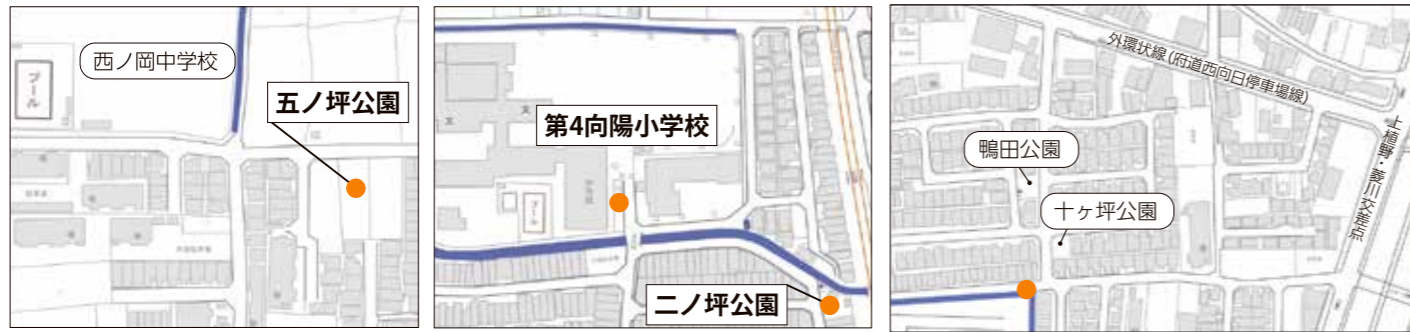 西ノ岡中学校
プール
五ノ坪公園
第4向陽小学校
文
文
プール
二ノ坪公園
外環状線(府道西向日停車場線)
上植野・菱川交差点
鴨田公園
十ヶ坪公園